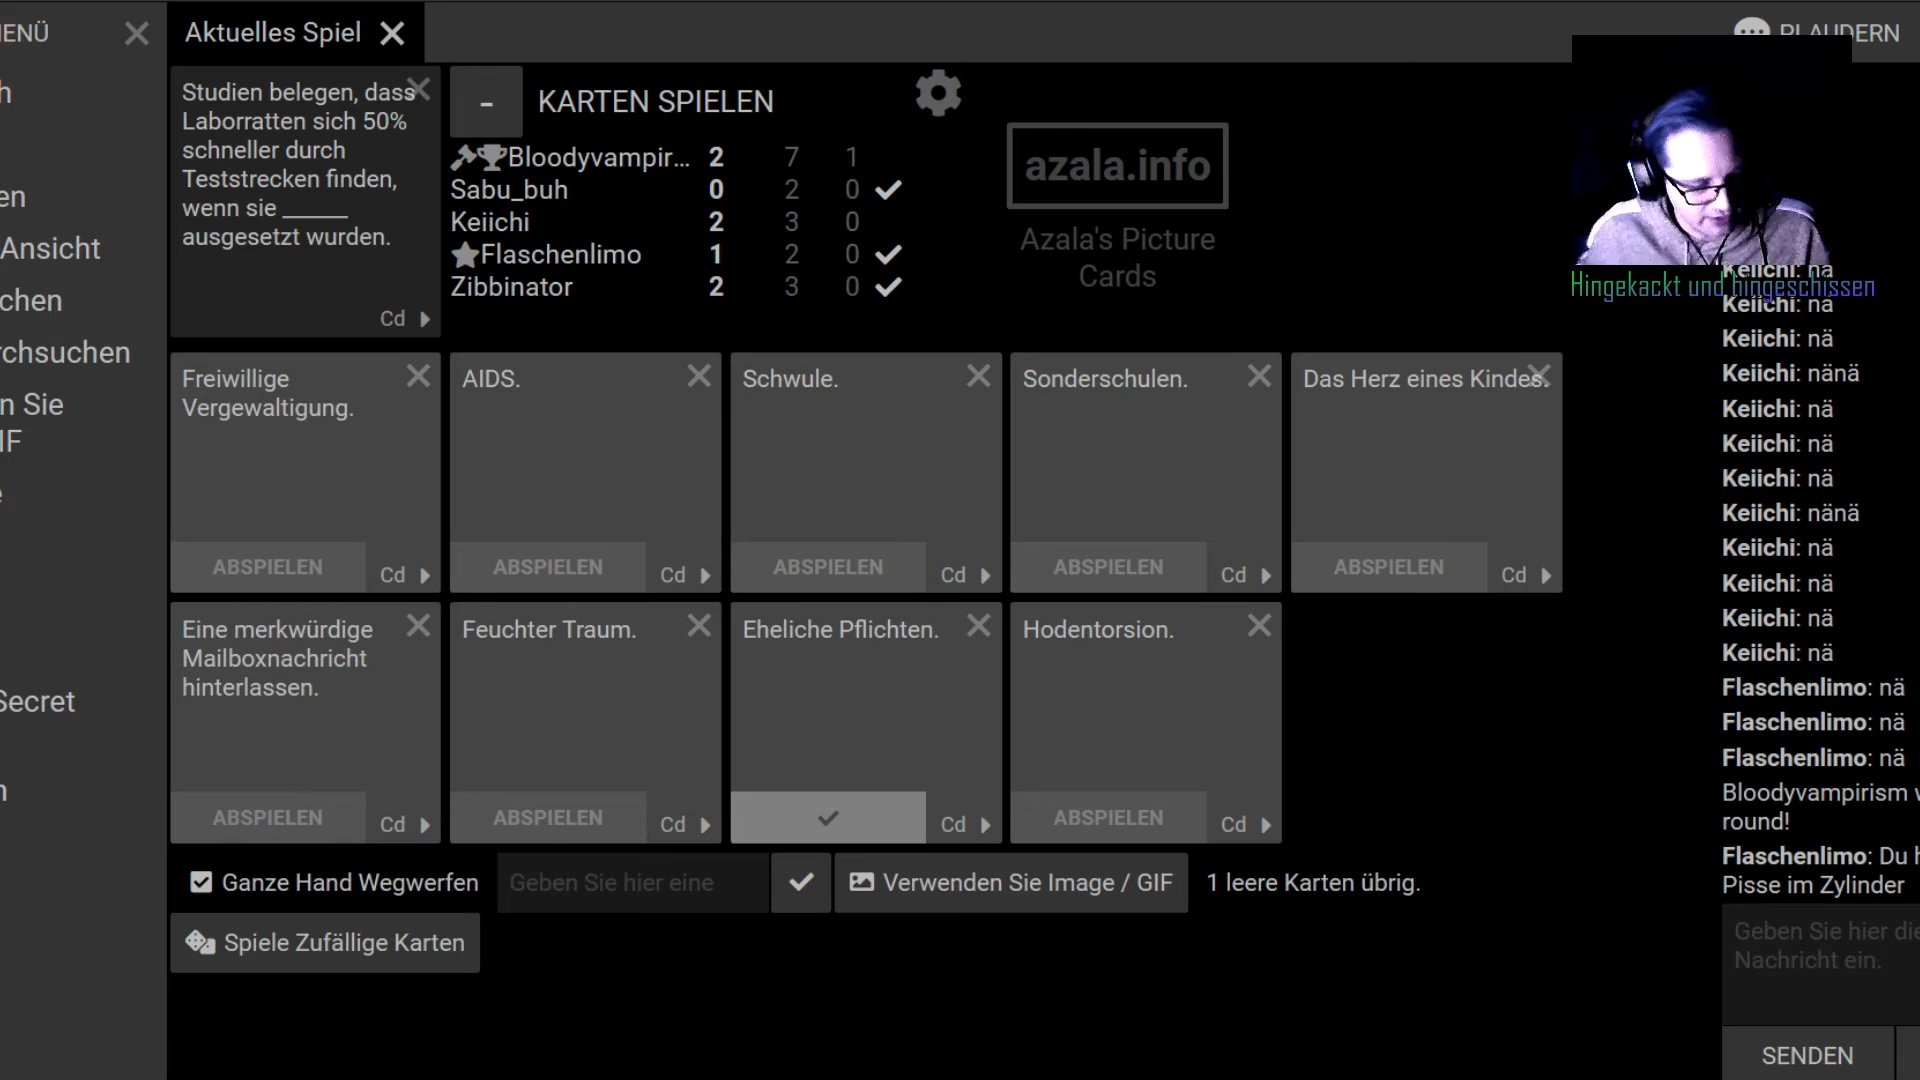 ENÜ
Aktuelles Spiel
PLAUDERN
h
en
Ansicht
chen
rchsuchen
n Sie
IF
e
Secret
n
Studien belegen, dass
Laborratten sich 50%
schneller durch
Teststrecken finden,
wenn sie ______
ausgesetzt wurden.
Cd
-
KARTEN SPIELEN
Bloodyvampir... 2 7 1
Sabu_buh 0 2 0
Keiichi 2 3 0
Flaschenlimo 1 2 0
Zibbinator 2 3 0
azala.info
Azala's Picture
Cards
Freiwillige
Vergewaltigung.
ABSPIELEN Cd
AIDS.
ABSPIELEN Cd
Schwule.
ABSPIELEN Cd
Sonderschulen.
ABSPIELEN Cd
Das Herz eines Kindes.
ABSPIELEN Cd
Eine merkwürdige
Mailboxnachricht
hinterlassen.
ABSPIELEN Cd
Feuchter Traum.
ABSPIELEN Cd
Eheliche Pflichten.
Cd
Hodentorsion.
ABSPIELEN Cd
Ganze Hand Wegwerfen
Geben Sie hier eine
Verwenden Sie Image / GIF
1 leere Karten übrig.
Spiele Zufällige Karten
Keiichi: nä
Hingekackt und hingeschissen
Keiichi: nä
Keiichi: nä
Keiichi: nänä
Keiichi: nä
Keiichi: nä
Keiichi: nä
Keiichi: nänä
Keiichi: nä
Keiichi: nä
Keiichi: nä
Keiichi: nä
Flaschenlimo: nä
Flaschenlimo: nä
Flaschenlimo: nä
Bloodyvampirism w
round!
Flaschenlimo: Du h
Pisse im Zylinder
Geben Sie hier die
Nachricht ein.
SENDEN